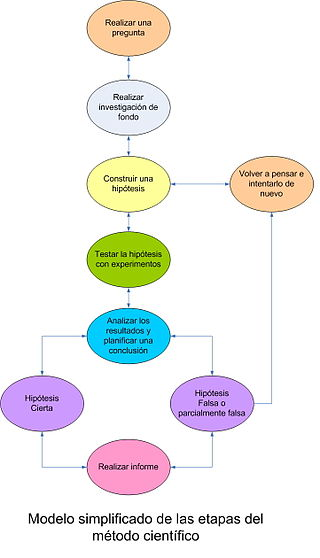 Realizar una
pregunta
Realizar
investigación de
fondo
Construir una
hipótesis
Volver a pensar e
intentarlo de
nuevo
Testar la hipótesis
con experimentos
Analizar los
resultados y
planificar una
conclusión
Hipótesis
Cierta
Hipótesis
Falsa o
parcialmente falsa
Realizar informe
Modelo simplificado de las etapas del
método científico